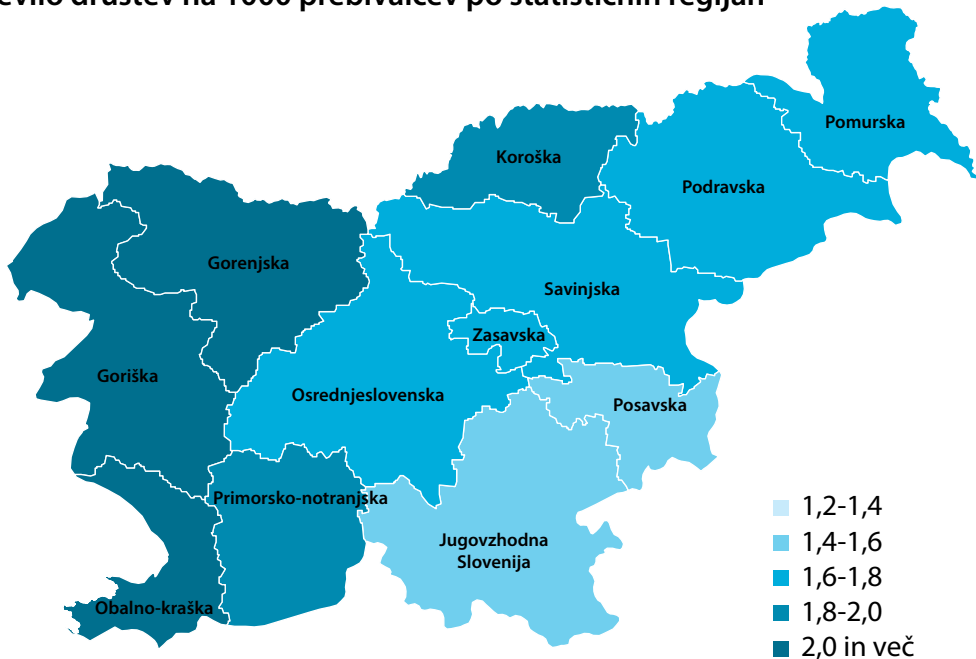 društev na 1000 prebivalcev po statističnih regijah
Pomurska
Koroška
Podravska
Gorenjska
Savinjska
Zasavska
Goriška
Osrednjeslovenska
Posavska
Primorsko-notranjska
Jugovzhodna
Slovenija
Obalno-kraška
1,2-1,4
1,4-1,6
1,6-1,8
1,8-2,0
2,0 in več